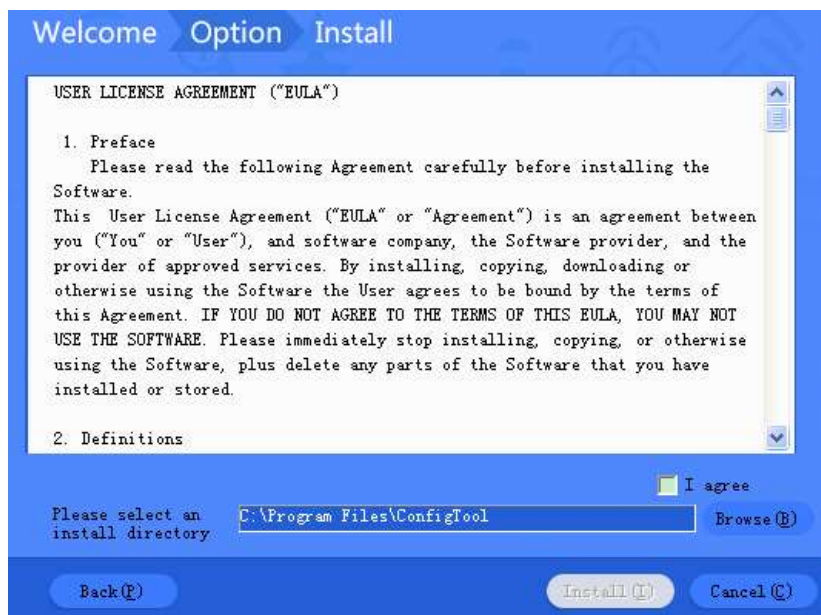 Welcome Option Install
USER LICENSE AGREEMENT ("EULA")
1. Preface
Please read the following Agreement carefully before installing the
Software.
This User License Agreement ("EULA" or "Agreement") is an agreement between
you ("You" or "User"), and software company, the Software provider, and the
provider of approved services. By installing, copying, downloading or
otherwise using the Software the User agrees to be bound by the terms of
this Agreement. IF YOU DO NOT AGREE TO THE TERMS OF THIS EULA, YOU MAY NOT
USE THE SOFTWARE. Please immediately stop installing, copying, or otherwise
using the Software, plus delete any parts of the Software that you have
installed or stored.
2. Definitions
I agree
Please select an
install directory
C:\Program Files\ConfigTool
Browse(B)
Back(P)
Install(I)
Cancel(C)